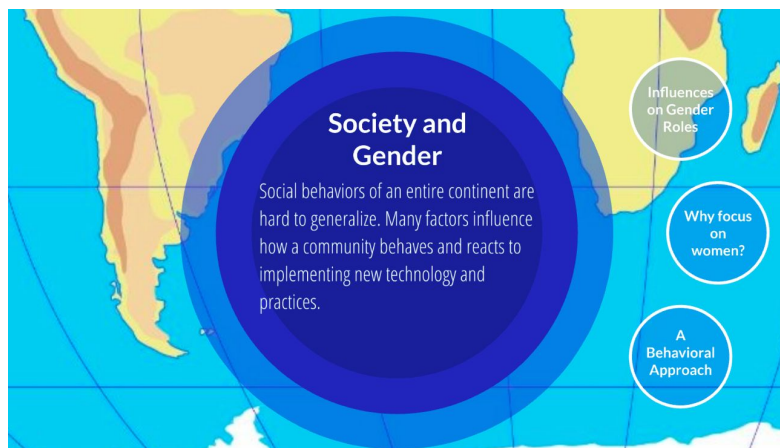 Society and
Gender
Social behaviors of an entire continent are
hard to generalize. Many factors influence
how a community behaves and reacts to
implementing new technology and
practices.
Influences
on Gender
Roles
Why focus
on
women?
A
Behavioral
Approach